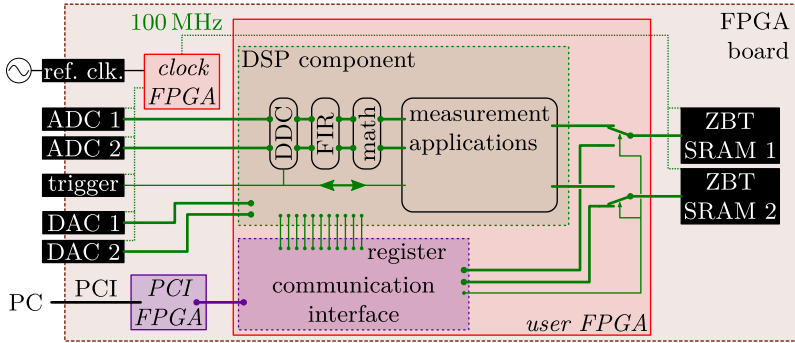 100 MHz
FPGA
board
DSP component
ref. clk.
clock
FPGA
ADC 1
ADC 2
trigger
DAC 1
DAC 2
DDC
FIR
math
measurement
applications
ZBT
SRAM 1
ZBT
SRAM 2
register
communication
interface
PC
PCI
PCI
FPGA
user FPGA